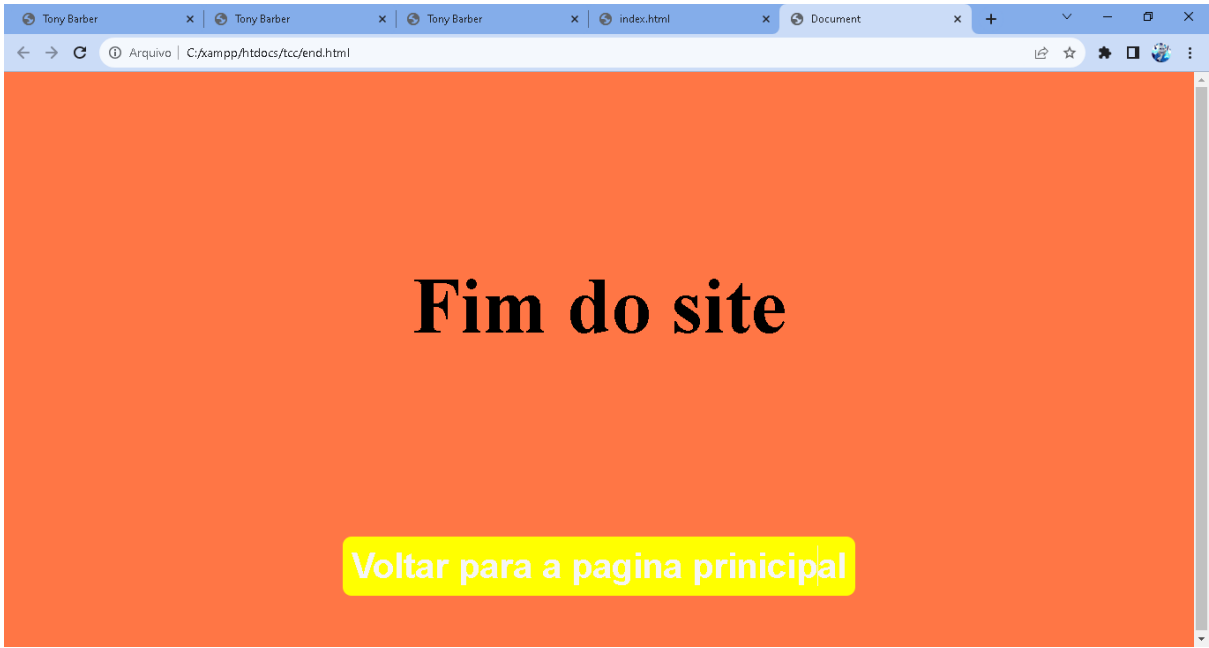 Tony Barber
Tony Barber
Tony Barber
index.html
Document
Arquivo
C:/xampp/htdocs/tcc/end.html
Fim do site
Voltar para a pagina prinicipal